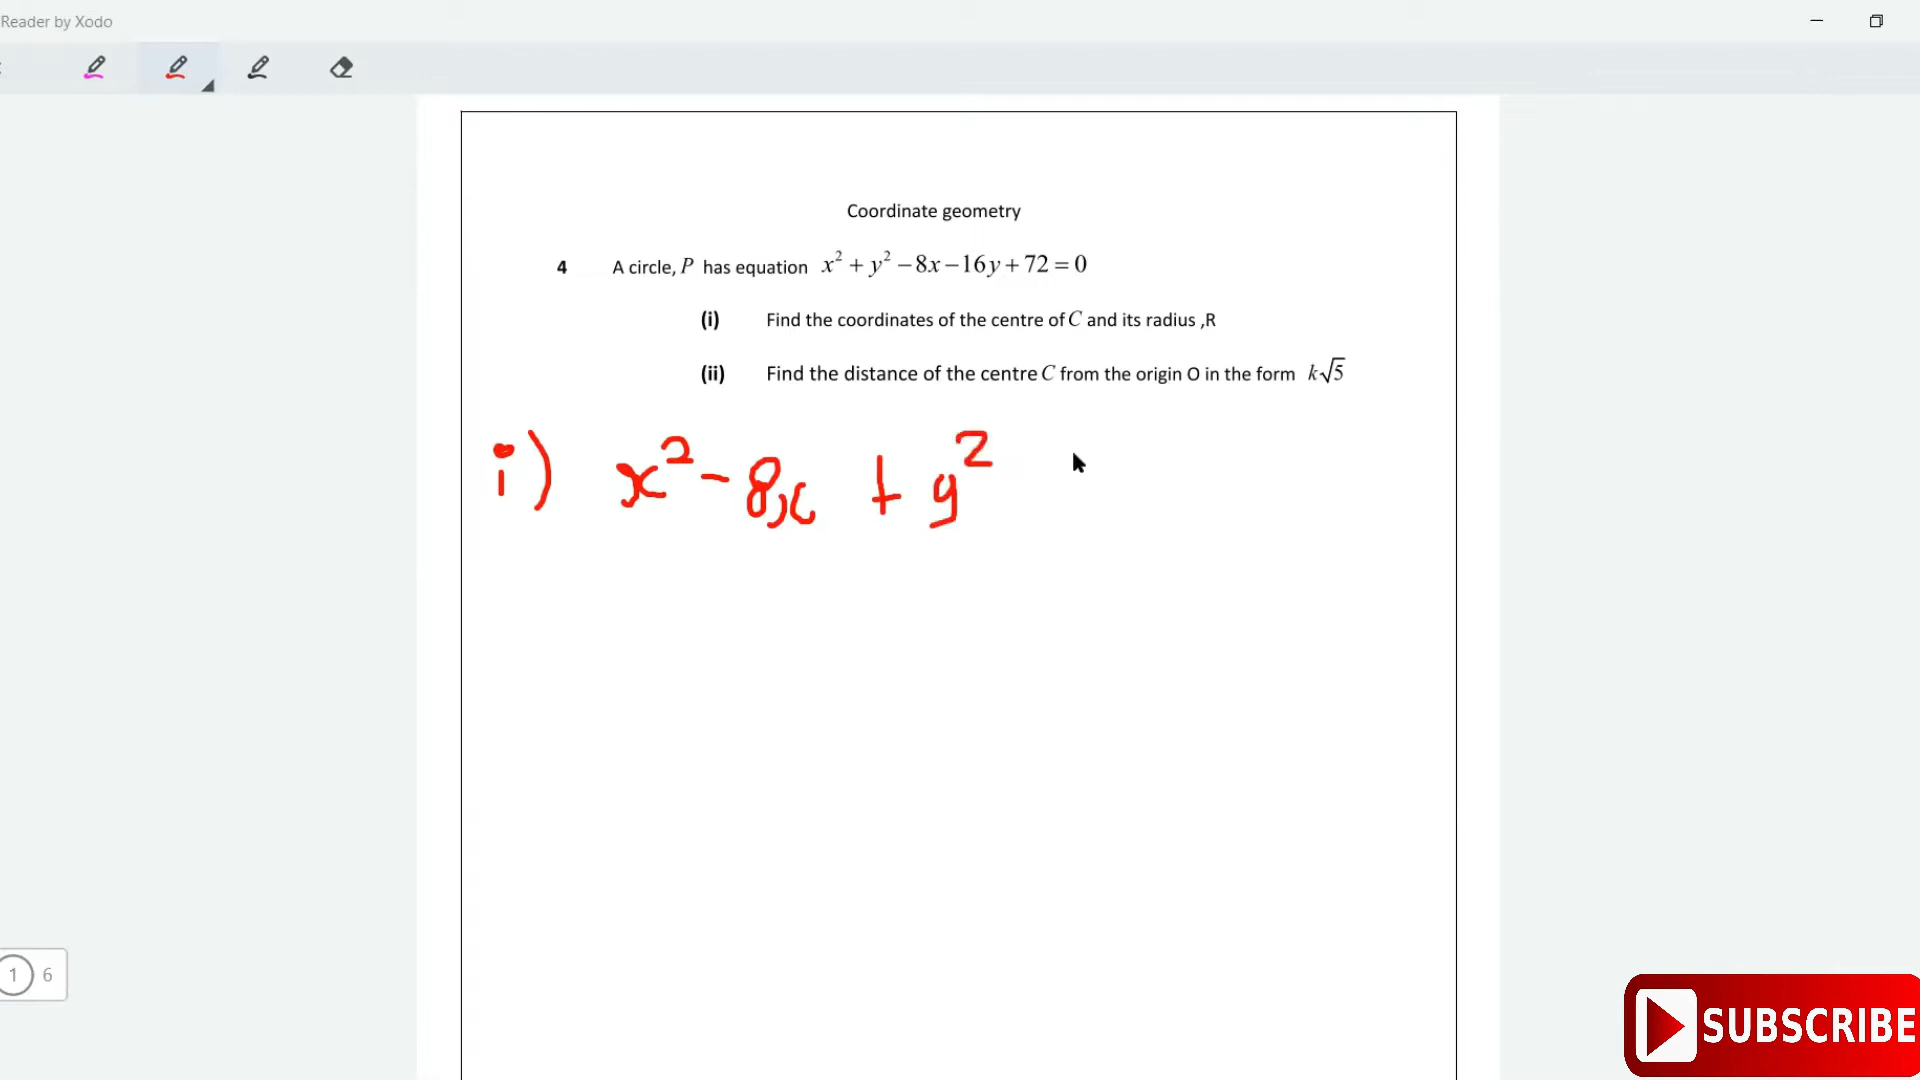 Reader by Xodo
Coordinate geometry
4 A circle, P has equation x² + y² − 8x − 16y + 72 = 0
(i) Find the coordinates of the centre of C and its radius ,R
(ii) Find the distance of the centre C from the origin O in the form k√5
i) x² - 8x + y²
1 6
SUBSCRIBE